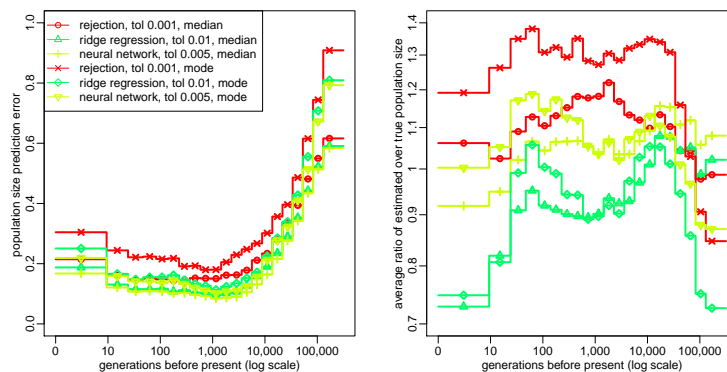 rejection, tol 0.001, median
ridge regression, tol 0.01, median
neural network, tol 0.005, median
rejection, tol 0.001, mode
ridge regression, tol 0.01, mode
neural network, tol 0.005, mode
population size prediction error
0.0
0.2
0.4
0.6
0.8
1.0
0
10
100
1,000
10,000
100,000
generations before present (log scale)
average ratio of estimated over true population size
0.7
0.8
0.9
1
1.1
1.2
1.3
1.4
0
10
100
1,000
10,000
100,000
generations before present (log scale)